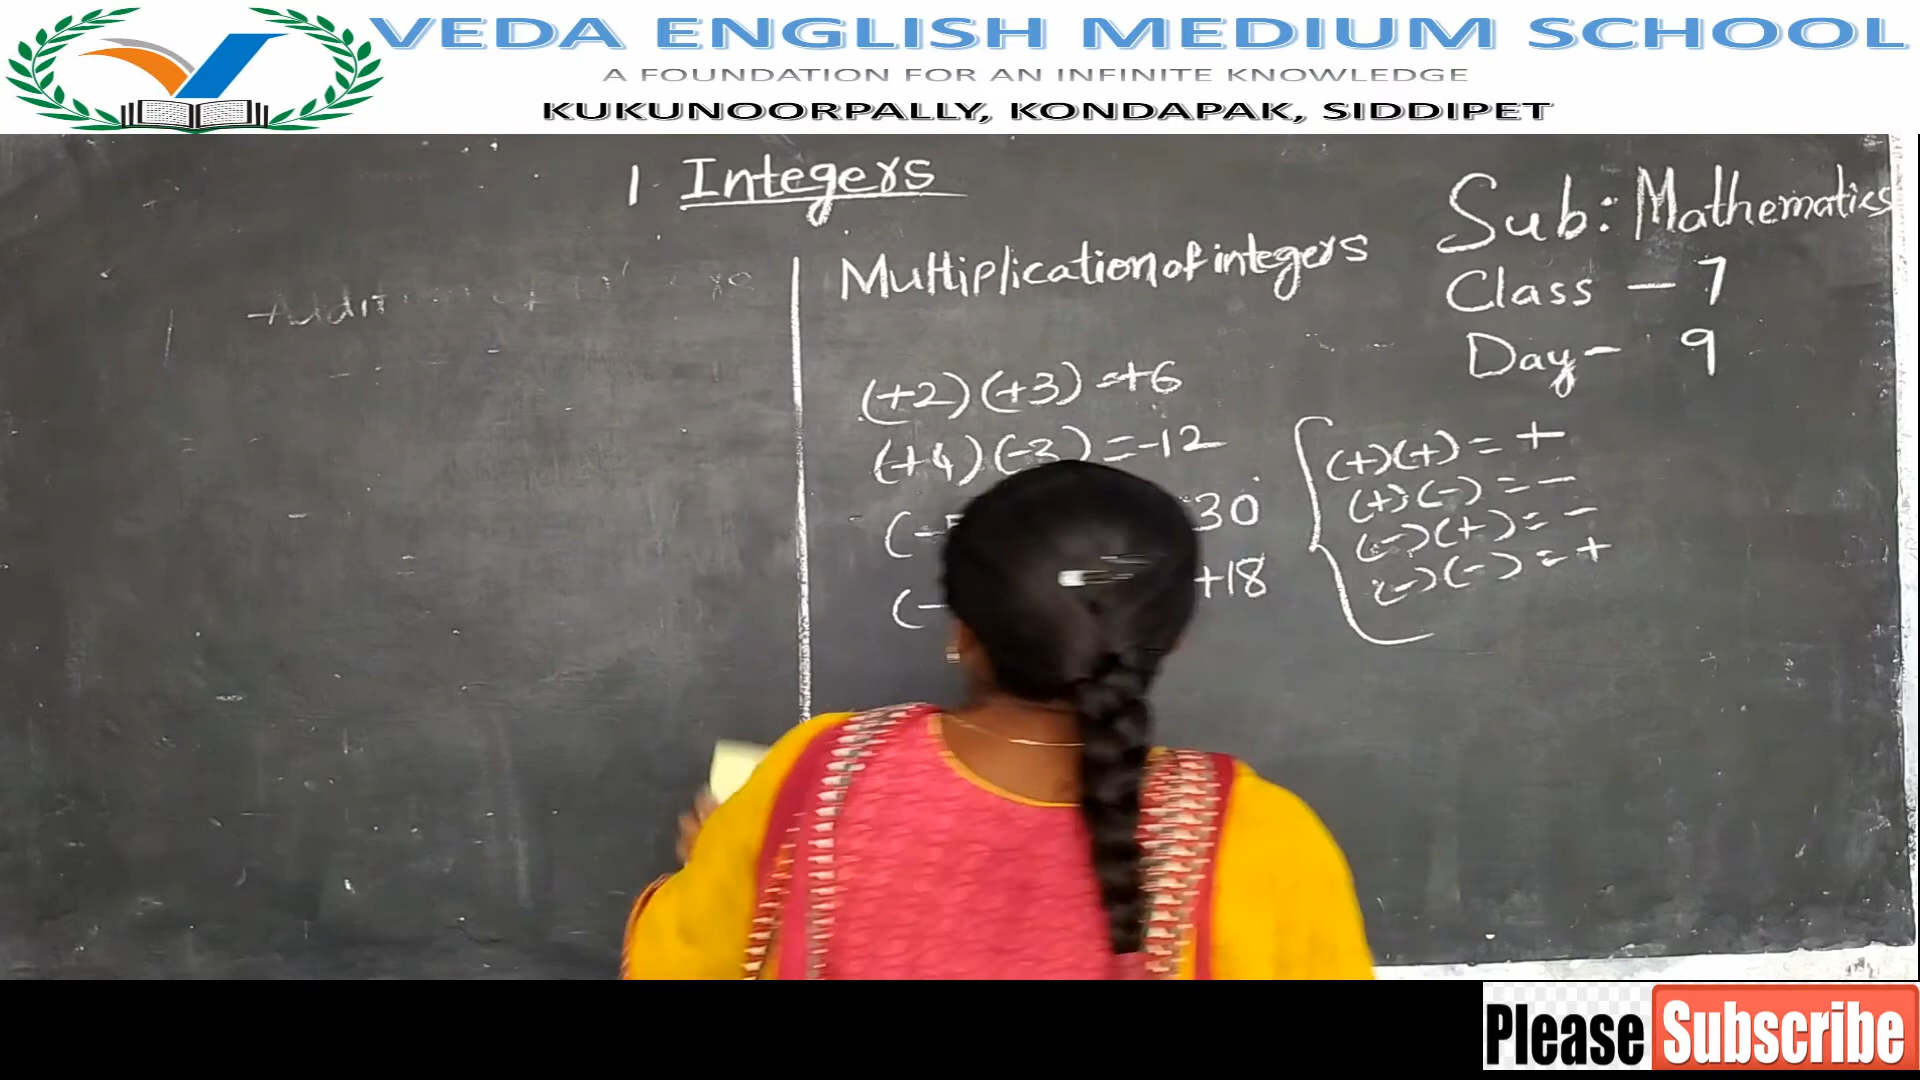 VEDA ENGLISH MEDIUM SCHOOL
A FOUNDATION FOR AN INFINITE KNOWLEDGE
KUKUNOORPALLY, KONDAPAK, SIDDIPET
1 Integers
Sub: Mathematics
Class - 7
Day - 9
Multiplication of integers
(+2)(+3)=+6
(+4)(-3)=-12
(- 30
(- +18
(+)(+) = +
(+)(-) = -
(-)(+) = -
(-)(-) = +
Please Subscribe